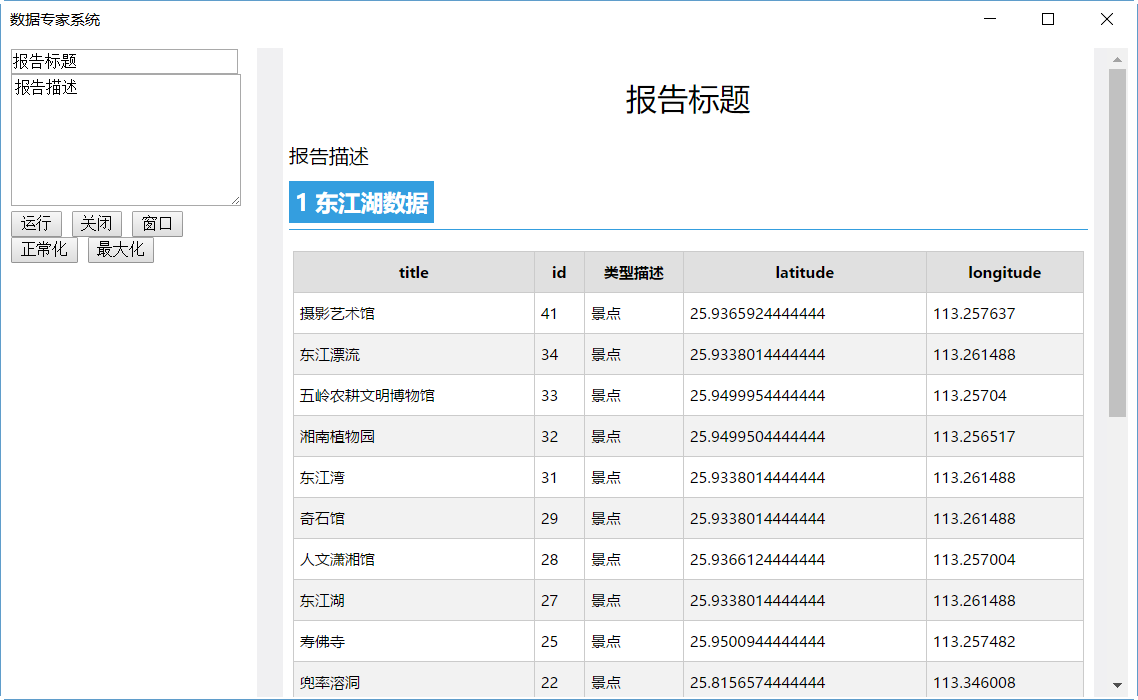 数据专家系统
报告标题
报告描述
运行 关闭 窗口
正常化 最大化
报告标题
报告描述
1 东江湖数据
title id 类型描述 latitude longitude
摄影艺术馆 41 景点 25.9365924444444 113.257637
东江漂流 34 景点 25.9338014444444 113.261488
五岭农耕文明博物馆 33 景点 25.9499954444444 113.25704
湘南植物园 32 景点 25.9499504444444 113.256517
东江湾 31 景点 25.9338014444444 113.261488
奇石馆 29 景点 25.9338014444444 113.261488
人文潇湘馆 28 景点 25.9366124444444 113.257004
东江湖 27 景点 25.9338014444444 113.261488
寿佛寺 25 景点 25.9500944444444 113.257482
兜率溶洞 22 景点 25.8156574444444 113.346008